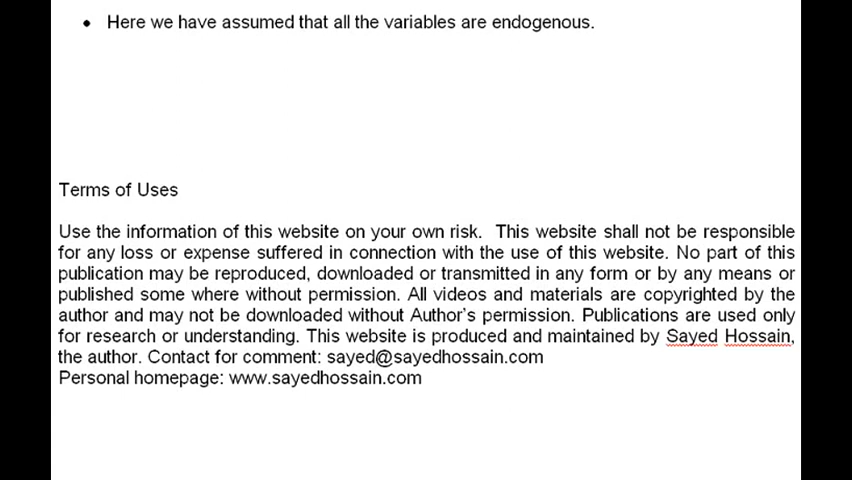 • Here we have assumed that all the variables are endogenous.
Terms of Uses
Use the information of this website on your own risk.  This website shall not be responsible
for any loss or expense suffered in connection with the use of this website. No part of this
publication may be reproduced, downloaded or transmitted in any form or by any means or
published some where without permission. All videos and materials are copyrighted by the
author and may not be downloaded without Author's permission. Publications are used only
for research or understanding. This website is produced and maintained by Sayed Hossain,
the author. Contact for comment: sayed@sayedhossain.com
Personal homepage: www.sayedhossain.com